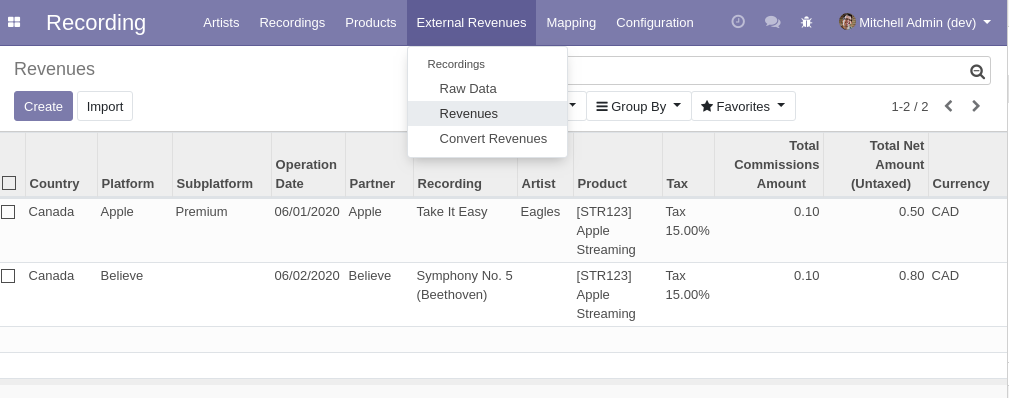 Recording Artists Recordings Products External Revenues Mapping Configuration Mitchell Admin (dev)
Revenues
Recordings
Raw Data
Revenues
Convert Revenues
Create Import Group By Favorites 1-2 / 2
Country Platform Subplatform Operation Date Partner Recording Artist Product Tax Total Commissions Amount Total Net Amount (Untaxed) Currency
Canada Apple Premium 06/01/2020 Apple Take It Easy Eagles [STR123] Tax 0.10 0.50 CAD
Apple 15.00%
Streaming
Canada Believe 06/02/2020 Believe Symphony No. 5 [STR123] Tax 0.10 0.80 CAD
(Beethoven) Apple 15.00%
Streaming